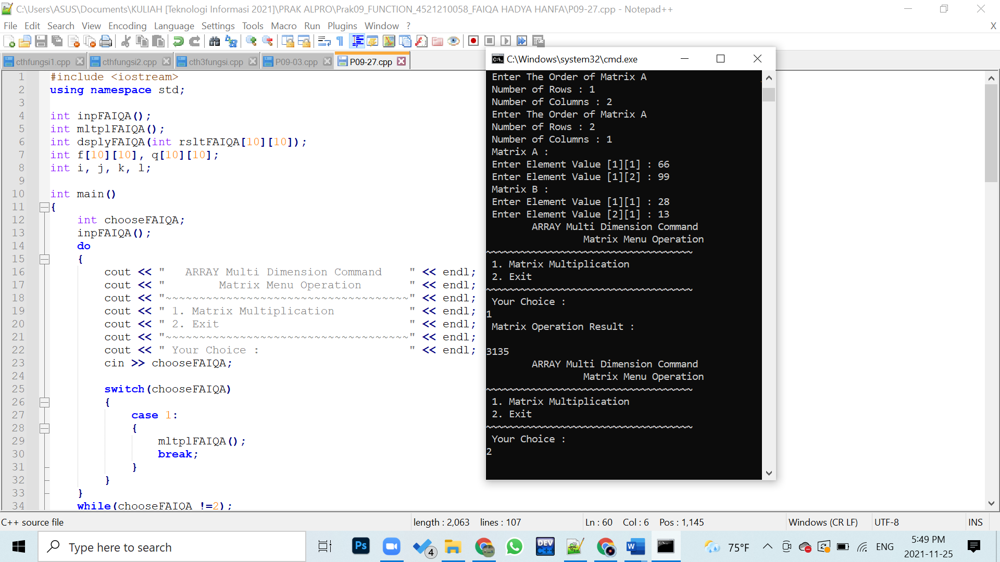 C:\Users\ASUS\Documents\KULIAH [Teknologi Informasi 2021]\PRAK ALPRO\Prak09_FUNCTION_4521210058_FAIQA HADYA HANFA\P09-27.cpp - Notepad++
File Edit Search View Encoding Language Settings Tools Macro Run Plugins Window ? X
cthfungsi1.cpp cthfungsi2.cpp cth3fungsi.cpp P09-03.cpp P09-27.cpp
1 #include <iostream>
2 using namespace std;
3
4 int inpFAIQA();
5 int mltplFAIQA();
6 int dsplyFAIQA(int rsltFAIQA[10][10]);
7 int f[10][10], q[10][10];
8 int i, j, k, l;
9
10 int main()
11 {
12 int chooseFAIQA;
13 inpFAIQA();
14 do
15 {
16 cout << "   ARRAY Multi Dimension Command    " << endl;
17 cout << "        Matrix Menu Operation       " << endl;
18 cout << "~~~~~~~~~~~~~~~~~~~~~~~~~~~~~~~~~~~~" << endl;
19 cout << " 1. Matrix Multiplication           " << endl;
20 cout << " 2. Exit                            " << endl;
21 cout << "~~~~~~~~~~~~~~~~~~~~~~~~~~~~~~~~~~~~" << endl;
22 cout << " Your Choice :                      " << endl;
23 cin >> chooseFAIQA;
24
25 switch(chooseFAIQA)
26 {
27 case 1:
28 {
29 mltplFAIQA();
30 break;
31 }
32 }
33 }
34 while(chooseFAIQA !=2);
C:\Windows\system32\cmd.exe
Enter The Order of Matrix A
Number of Rows : 1
Number of Columns : 2
Enter The Order of Matrix A
Number of Rows : 2
Number of Columns : 1
Matrix A :
Enter Element Value [1][1] : 66
Enter Element Value [1][2] : 99
Matrix B :
Enter Element Value [1][1] : 28
Enter Element Value [2][1] : 13
ARRAY Multi Dimension Command
Matrix Menu Operation
~~~~~~~~~~~~~~~~~~~~~~~~~~~~~~~~~~~~
1. Matrix Multiplication
2. Exit
~~~~~~~~~~~~~~~~~~~~~~~~~~~~~~~~~~~~
Your Choice :
1
Matrix Operation Result :
3135
ARRAY Multi Dimension Command
Matrix Menu Operation
~~~~~~~~~~~~~~~~~~~~~~~~~~~~~~~~~~~~
1. Matrix Multiplication
2. Exit
~~~~~~~~~~~~~~~~~~~~~~~~~~~~~~~~~~~~
Your Choice :
2
C++ source file length : 2,063 lines : 107 Ln : 60 Col : 6 Pos : 1,145 Windows (CR LF) UTF-8 INS
Type here to search Ps 4 DEV C++ W 75°F ENG 5:49 PM
2021-11-25